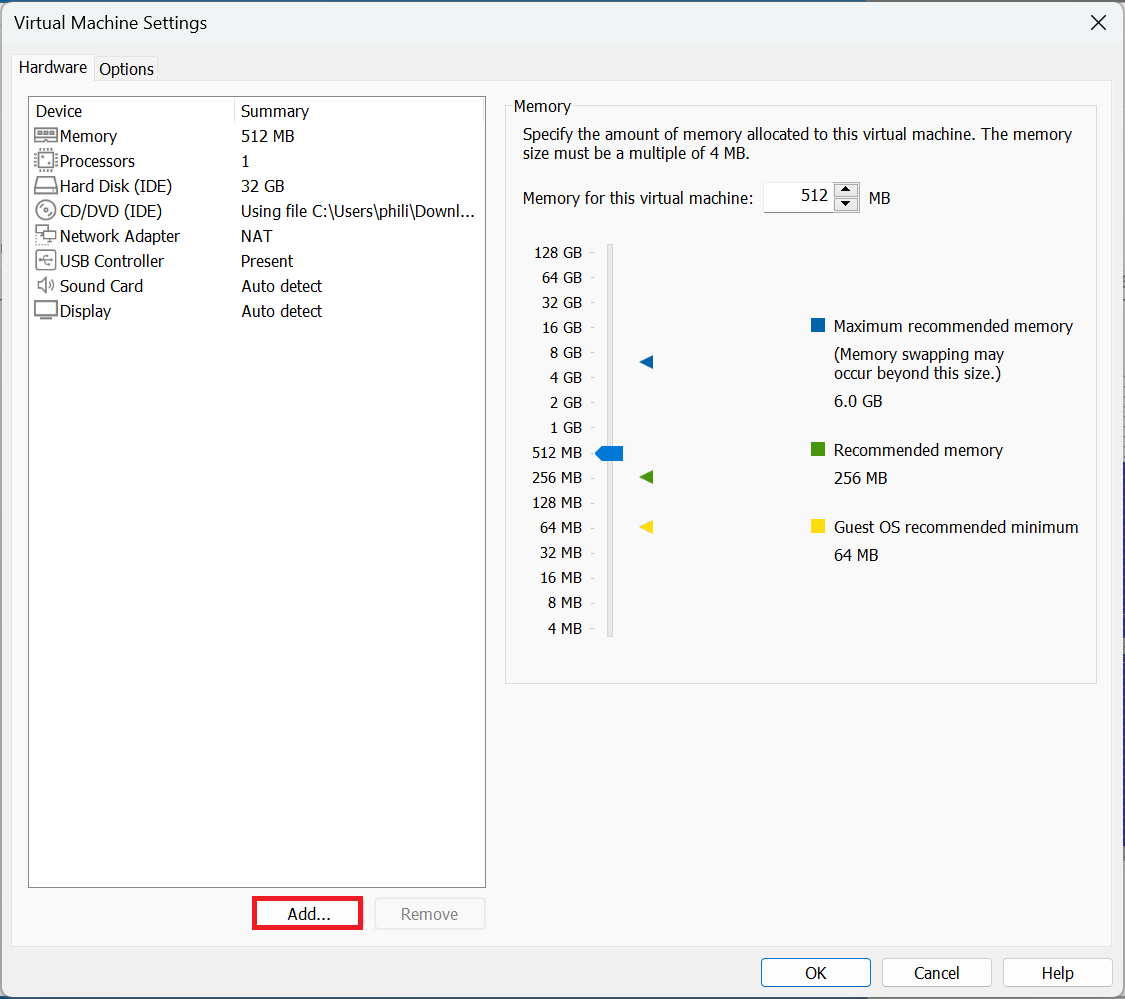 Virtual Machine Settings
Hardware Options
Device Summary
Memory 512 MB
Processors 1
Hard Disk (IDE) 32 GB
CD/DVD (IDE) Using file C:\Users\phili\Downl...
Network Adapter NAT
USB Controller Present
Sound Card Auto detect
Display Auto detect
Add...
Remove
Memory
Specify the amount of memory allocated to this virtual machine. The memory
size must be a multiple of 4 MB.
Memory for this virtual machine: 512 MB
128 GB
64 GB
32 GB
16 GB
8 GB
4 GB
2 GB
1 GB
512 MB
256 MB
128 MB
64 MB
32 MB
16 MB
8 MB
4 MB
Maximum recommended memory
(Memory swapping may
occur beyond this size.)
6.0 GB
Recommended memory
256 MB
Guest OS recommended minimum
64 MB
OK
Cancel
Help